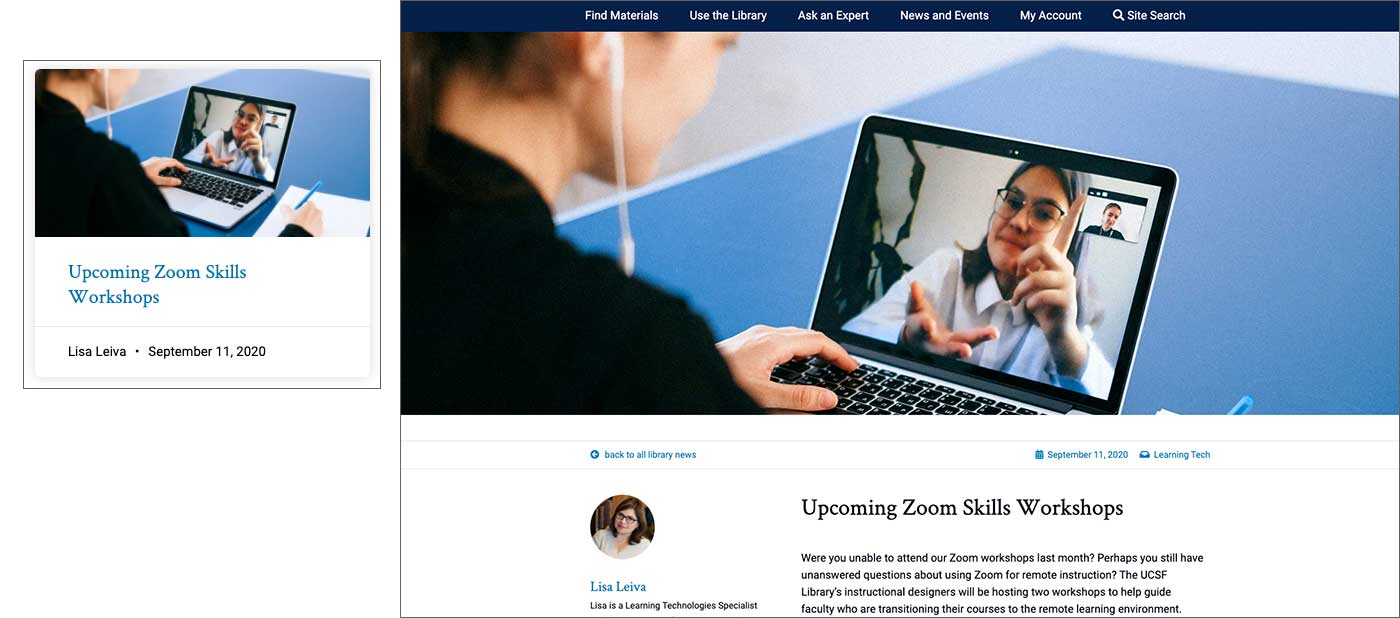 Upcoming Zoom Skills
Workshops
Lisa Leiva • September 11, 2020
Find Materials Use the Library Ask an Expert News and Events My Account Site Search
back to all library news September 11, 2020 Learning Tech
Lisa Leiva
Lisa is a Learning Technologies Specialist
Upcoming Zoom Skills Workshops
Were you unable to attend our Zoom workshops last month? Perhaps you still have
unanswered questions about using Zoom for remote instruction? The UCSF
Library's instructional designers will be hosting two workshops to help guide
faculty who are transitioning their courses to the remote learning environment.